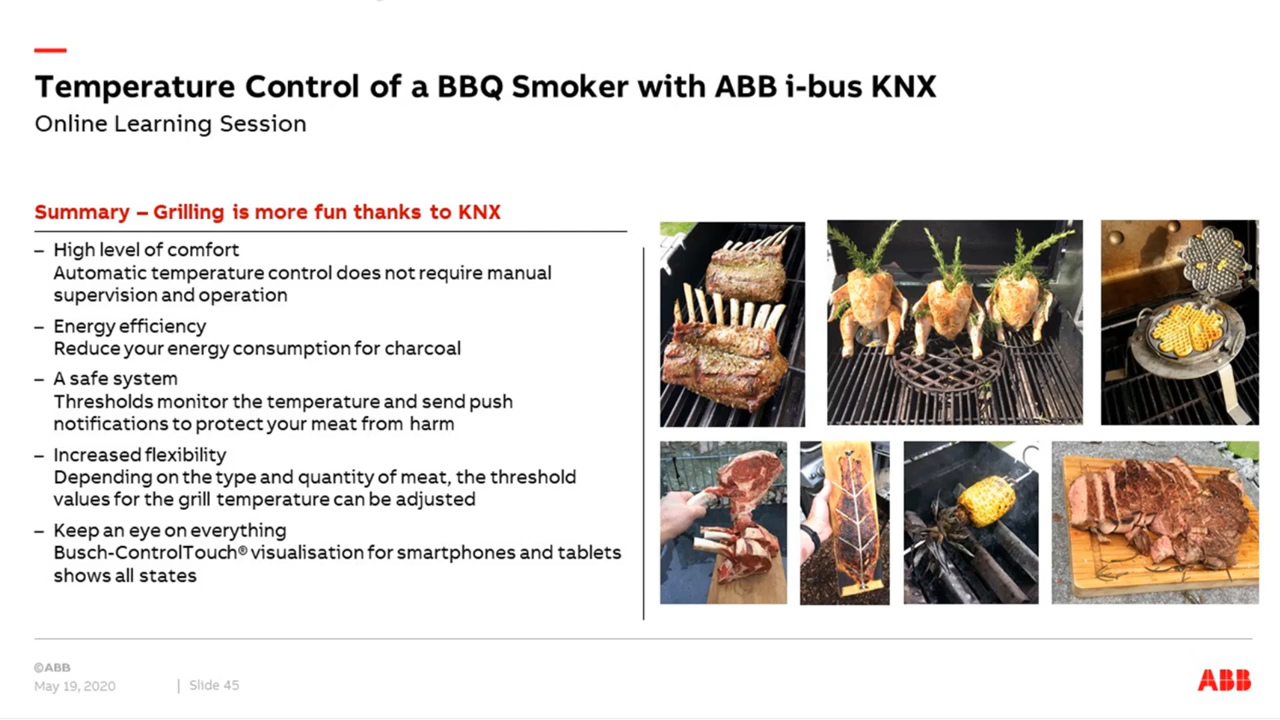 Temperature Control of a BBQ Smoker with ABB i-bus KNX
Online Learning Session
Summary – Grilling is more fun thanks to KNX
– High level of comfort
Automatic temperature control does not require manual
supervision and operation
– Energy efficiency
Reduce your energy consumption for charcoal
– A safe system
Thresholds monitor the temperature and send push
notifications to protect your meat from harm
– Increased flexibility
Depending on the type and quantity of meat, the threshold
values for the grill temperature can be adjusted
– Keep an eye on everything
Busch-ControlTouch® visualisation for smartphones and tablets
shows all states
©ABB
May 19, 2020 | Slide 45
ABB